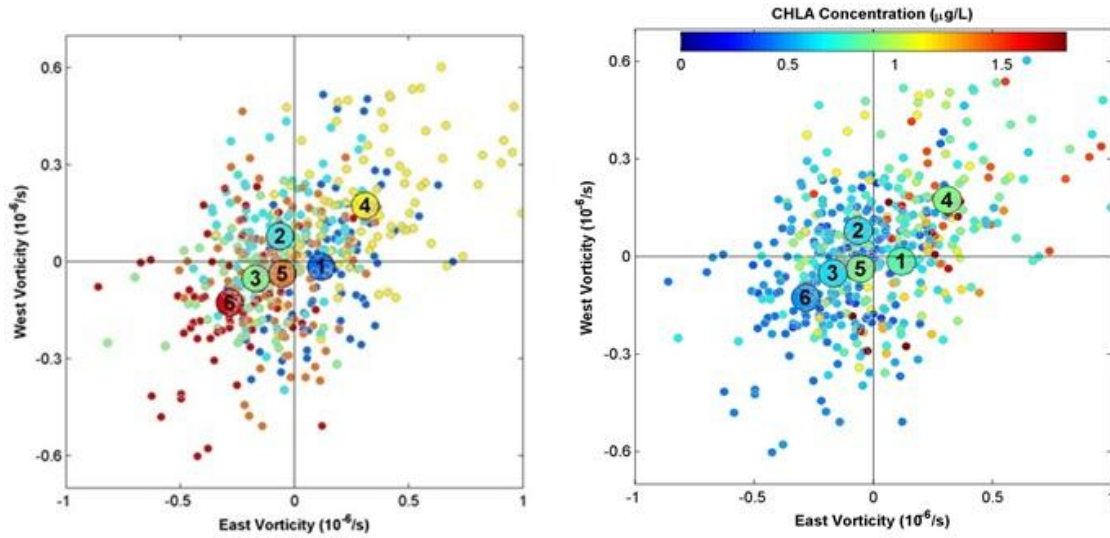 CHLA Concentration (μg/L)
0 0.5 1 1.5
0.6
0.3
0
-0.3
-0.6
West Vorticity (10⁻⁶/s)
2
4
3
5
1
6
-1 -0.5 0 0.5 1
East Vorticity (10⁻⁶/s)
0.6
0.3
0
-0.3
-0.6
West Vorticity (10⁻⁶/s)
2
4
3
5
1
6
-1 -0.5 0 0.5 1
East Vorticity (10⁻⁶/s)